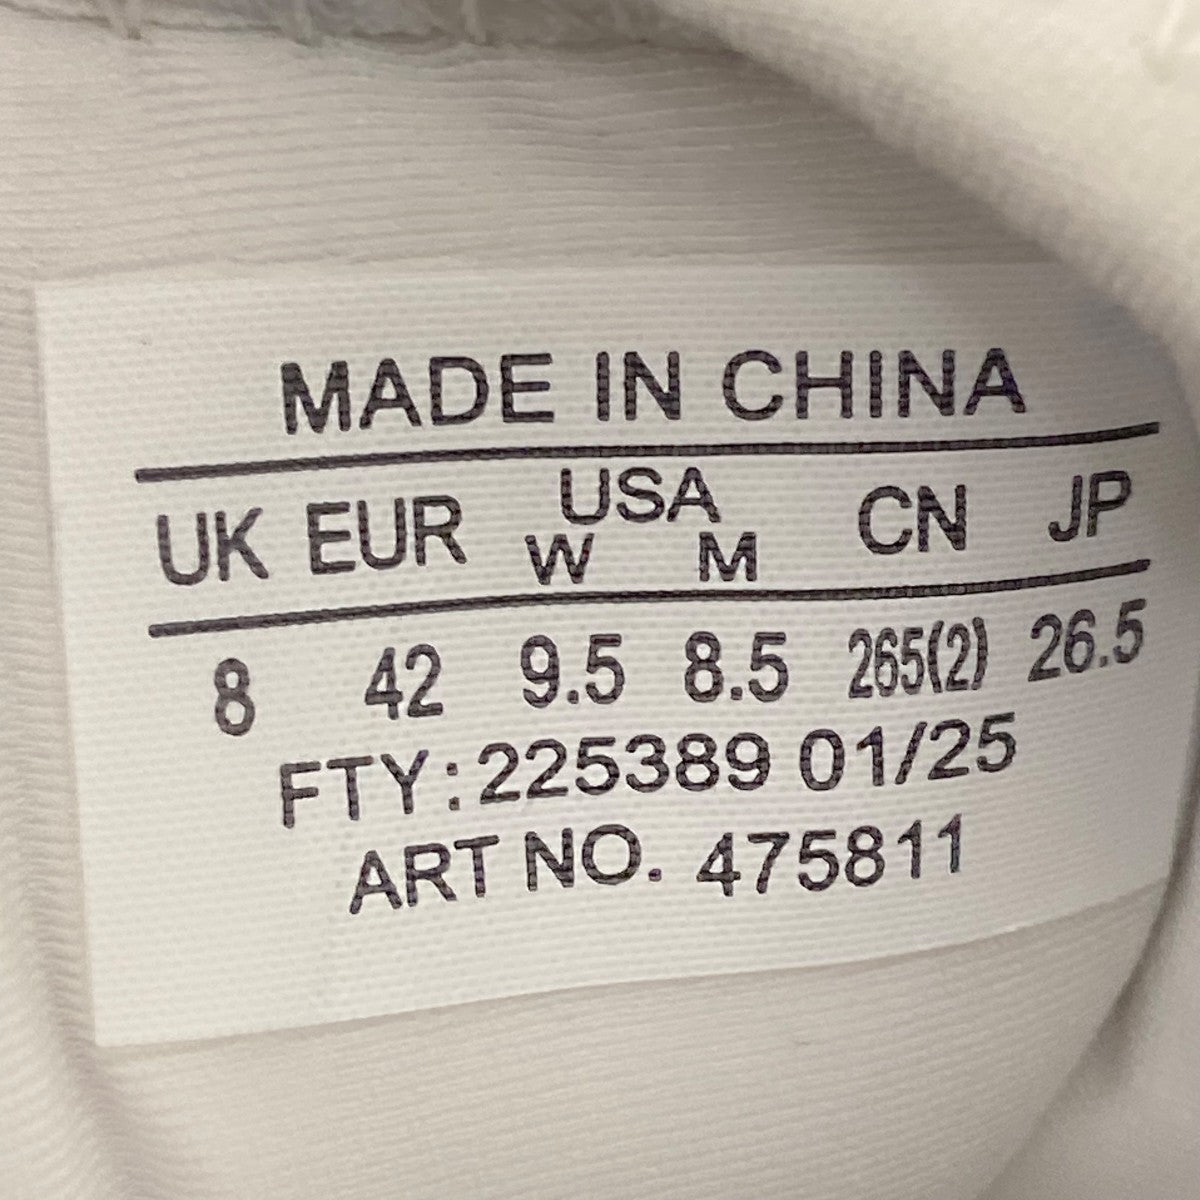 MADE IN CHINA
UK EUR USA CN JP
W M
8 42 9.5 8.5 265(2) 26.5
FTY:225389 01/25
ART NO. 475811